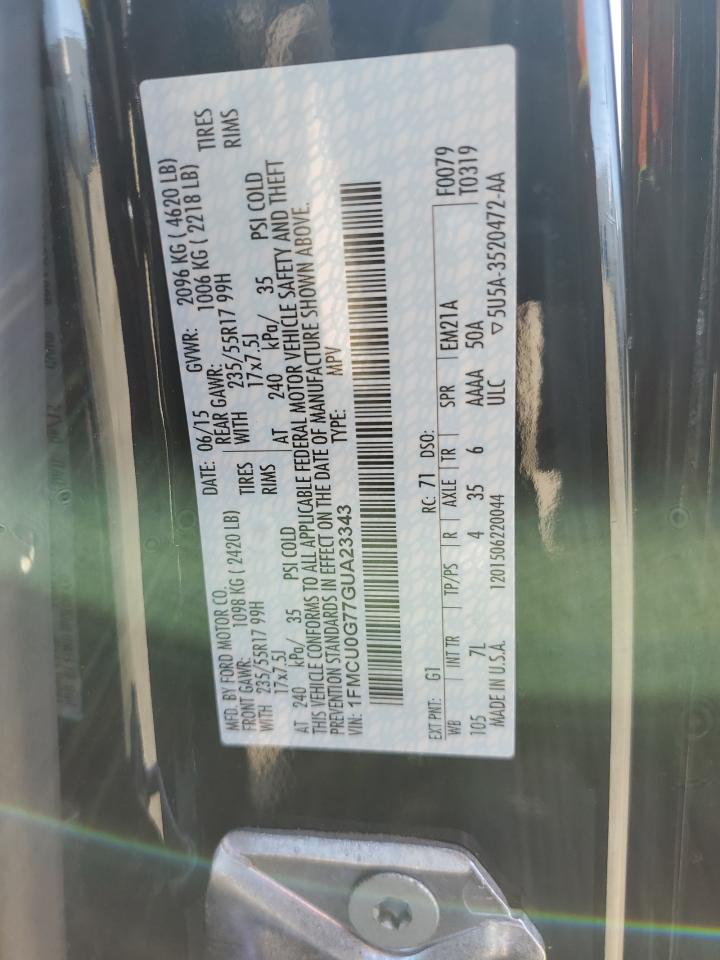 MFD. BY FORD MOTOR CO.
DATE: 06/15 GVWR: 2096 KG ( 4620 LB)
FRONT GAWR: 1098 KG ( 2420 LB) REAR GAWR: 1006 KG ( 2218 LB)
WITH 235/55R17 99H TIRES WITH 235/55R17 99H TIRES
17x7.5J RIMS 17x7.5J RIMS
AT 240 kPa/ 35 PSI COLD AT 240 kPa/ 35 PSI COLD
THIS VEHICLE CONFORMS TO ALL APPLICABLE FEDERAL MOTOR VEHICLE SAFETY AND THEFT
PREVENTION STANDARDS IN EFFECT ON THE DATE OF MANUFACTURE SHOWN ABOVE.
VIN: 1FMCU0G77GUA23343 TYPE: MPV
EXT PNT: G1 RC: 71 DSO: F0079
WB INT TR TP/PS R AXLE TR SPR EM21A T0319
105 7L 4 35 6 AAAA 50A
MADE IN U.S.A. 1201506220044 ULC ▽5U5A-3520472-AA